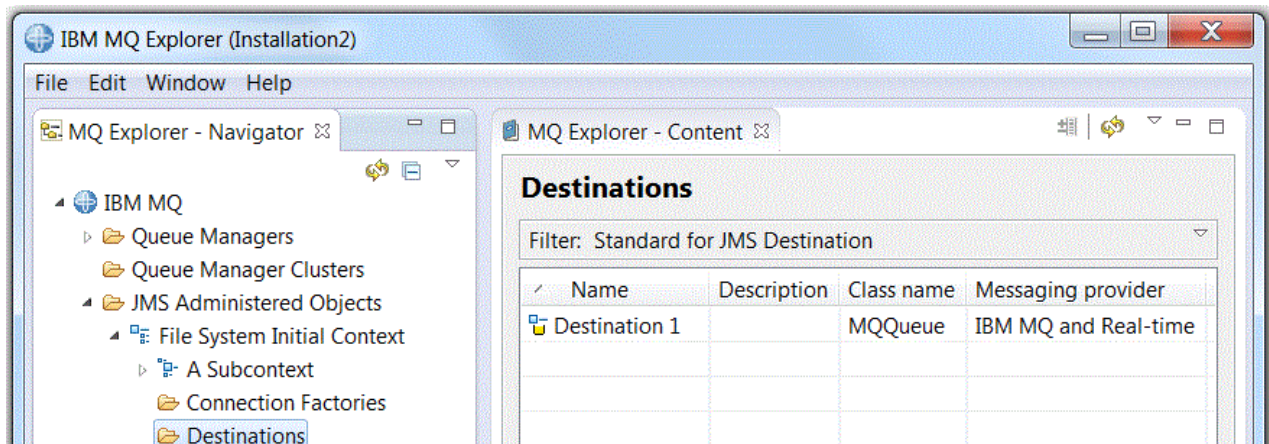 IBM MQ Explorer (Installation2)
File Edit Window Help
MQ Explorer - Navigator
IBM MQ
Queue Managers
Queue Manager Clusters
JMS Administered Objects
File System Initial Context
A Subcontext
Connection Factories
Destinations
MQ Explorer - Content
Destinations
Filter: Standard for JMS Destination
Name Description Class name Messaging provider
Destination 1 MQQueue IBM MQ and Real-time